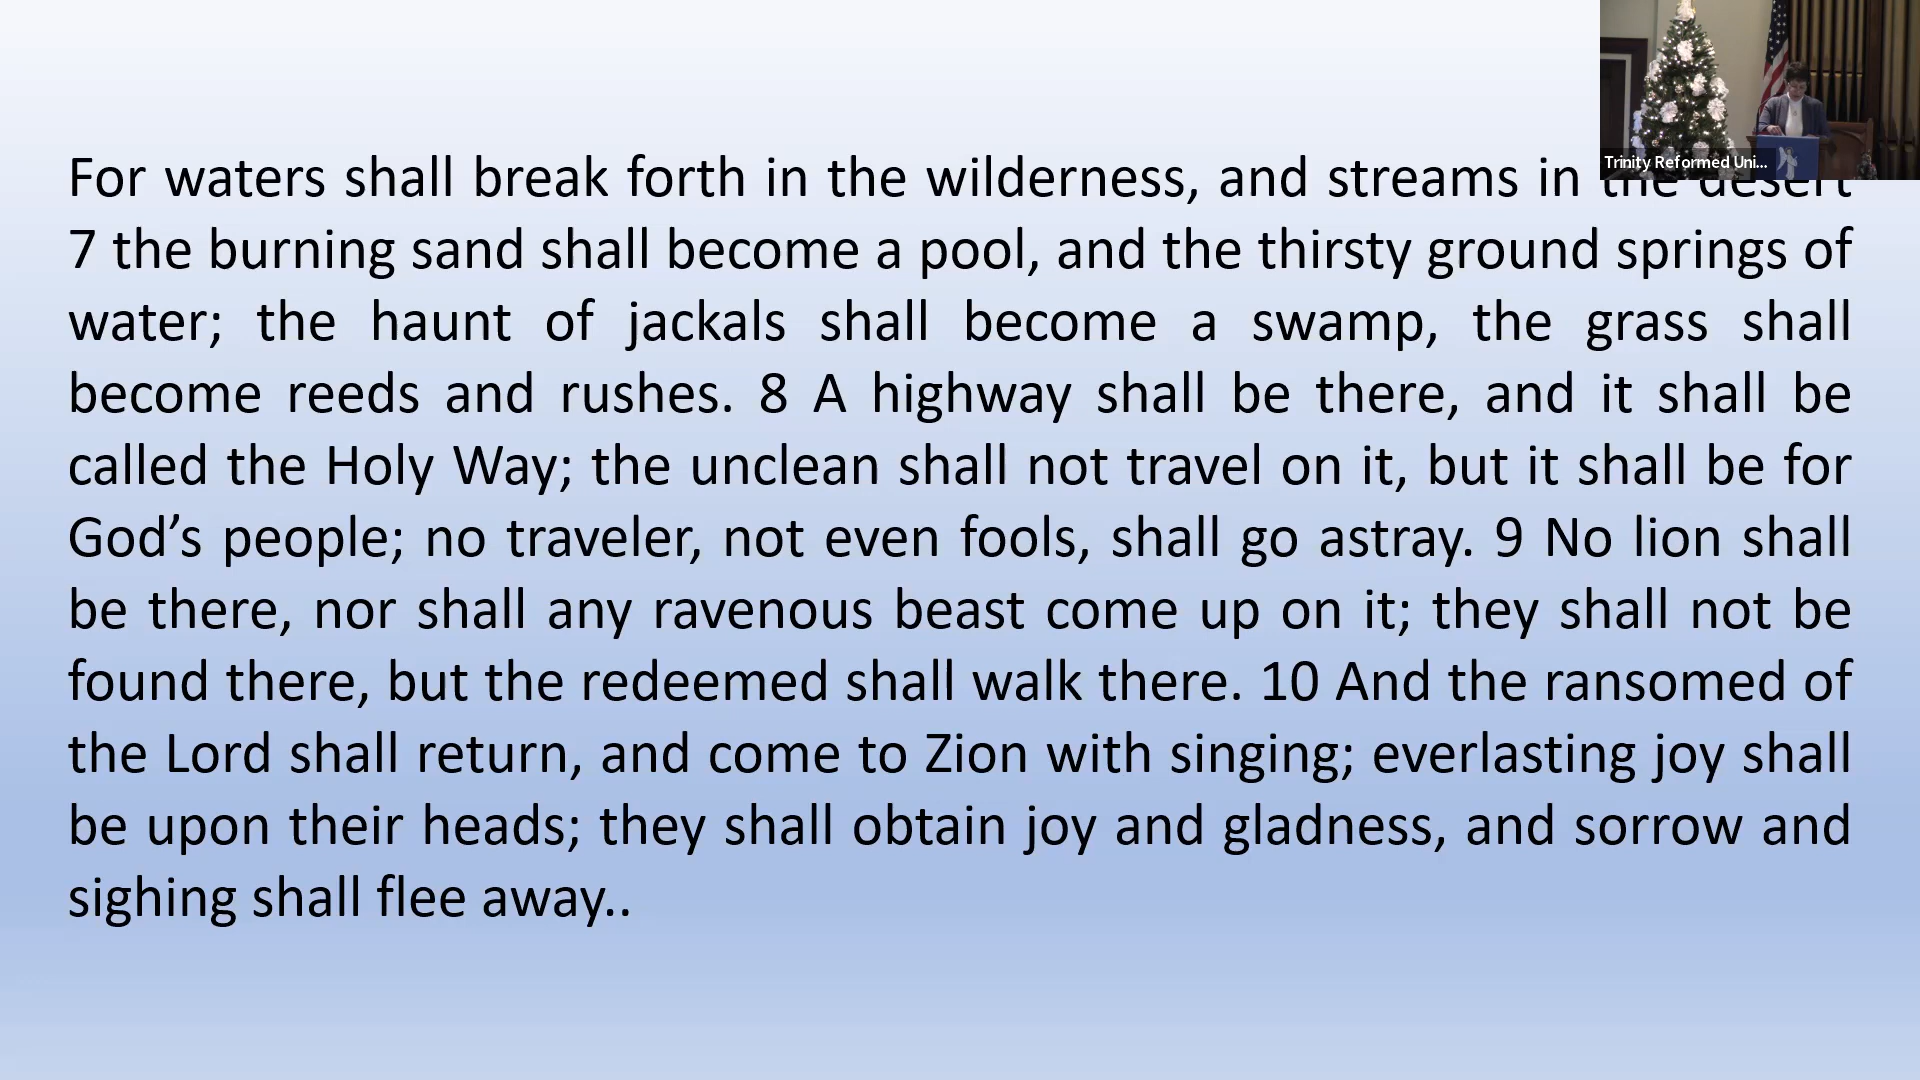 Trinity Reformed Uni...
For waters shall break forth in the wilderness, and streams in the desert
7 the burning sand shall become a pool, and the thirsty ground springs of
water; the haunt of jackals shall become a swamp, the grass shall
become reeds and rushes. 8 A highway shall be there, and it shall be
called the Holy Way; the unclean shall not travel on it, but it shall be for
God’s people; no traveler, not even fools, shall go astray. 9 No lion shall
be there, nor shall any ravenous beast come up on it; they shall not be
found there, but the redeemed shall walk there. 10 And the ransomed of
the Lord shall return, and come to Zion with singing; everlasting joy shall
be upon their heads; they shall obtain joy and gladness, and sorrow and
sighing shall flee away..